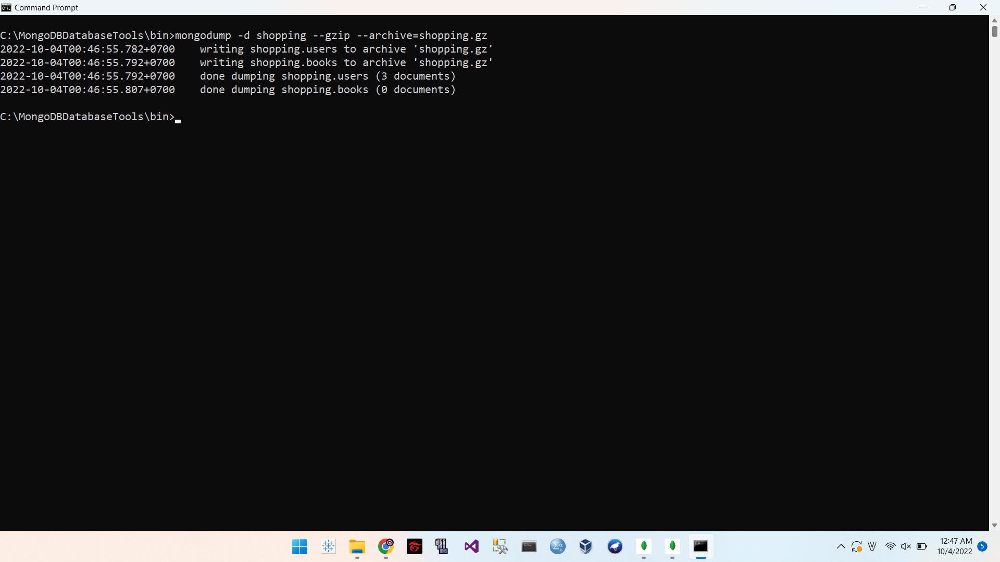 Command Prompt
C:\MongoDBDatabaseTools\bin>mongodump -d shopping --gzip --archive=shopping.gz
2022-10-04T00:46:55.782+0700    writing shopping.users to archive 'shopping.gz'
2022-10-04T00:46:55.792+0700    writing shopping.books to archive 'shopping.gz'
2022-10-04T00:46:55.792+0700    done dumping shopping.users (3 documents)
2022-10-04T00:46:55.807+0700    done dumping shopping.books (0 documents)
C:\MongoDBDatabaseTools\bin>
12:47 AM
10/4/2022
5